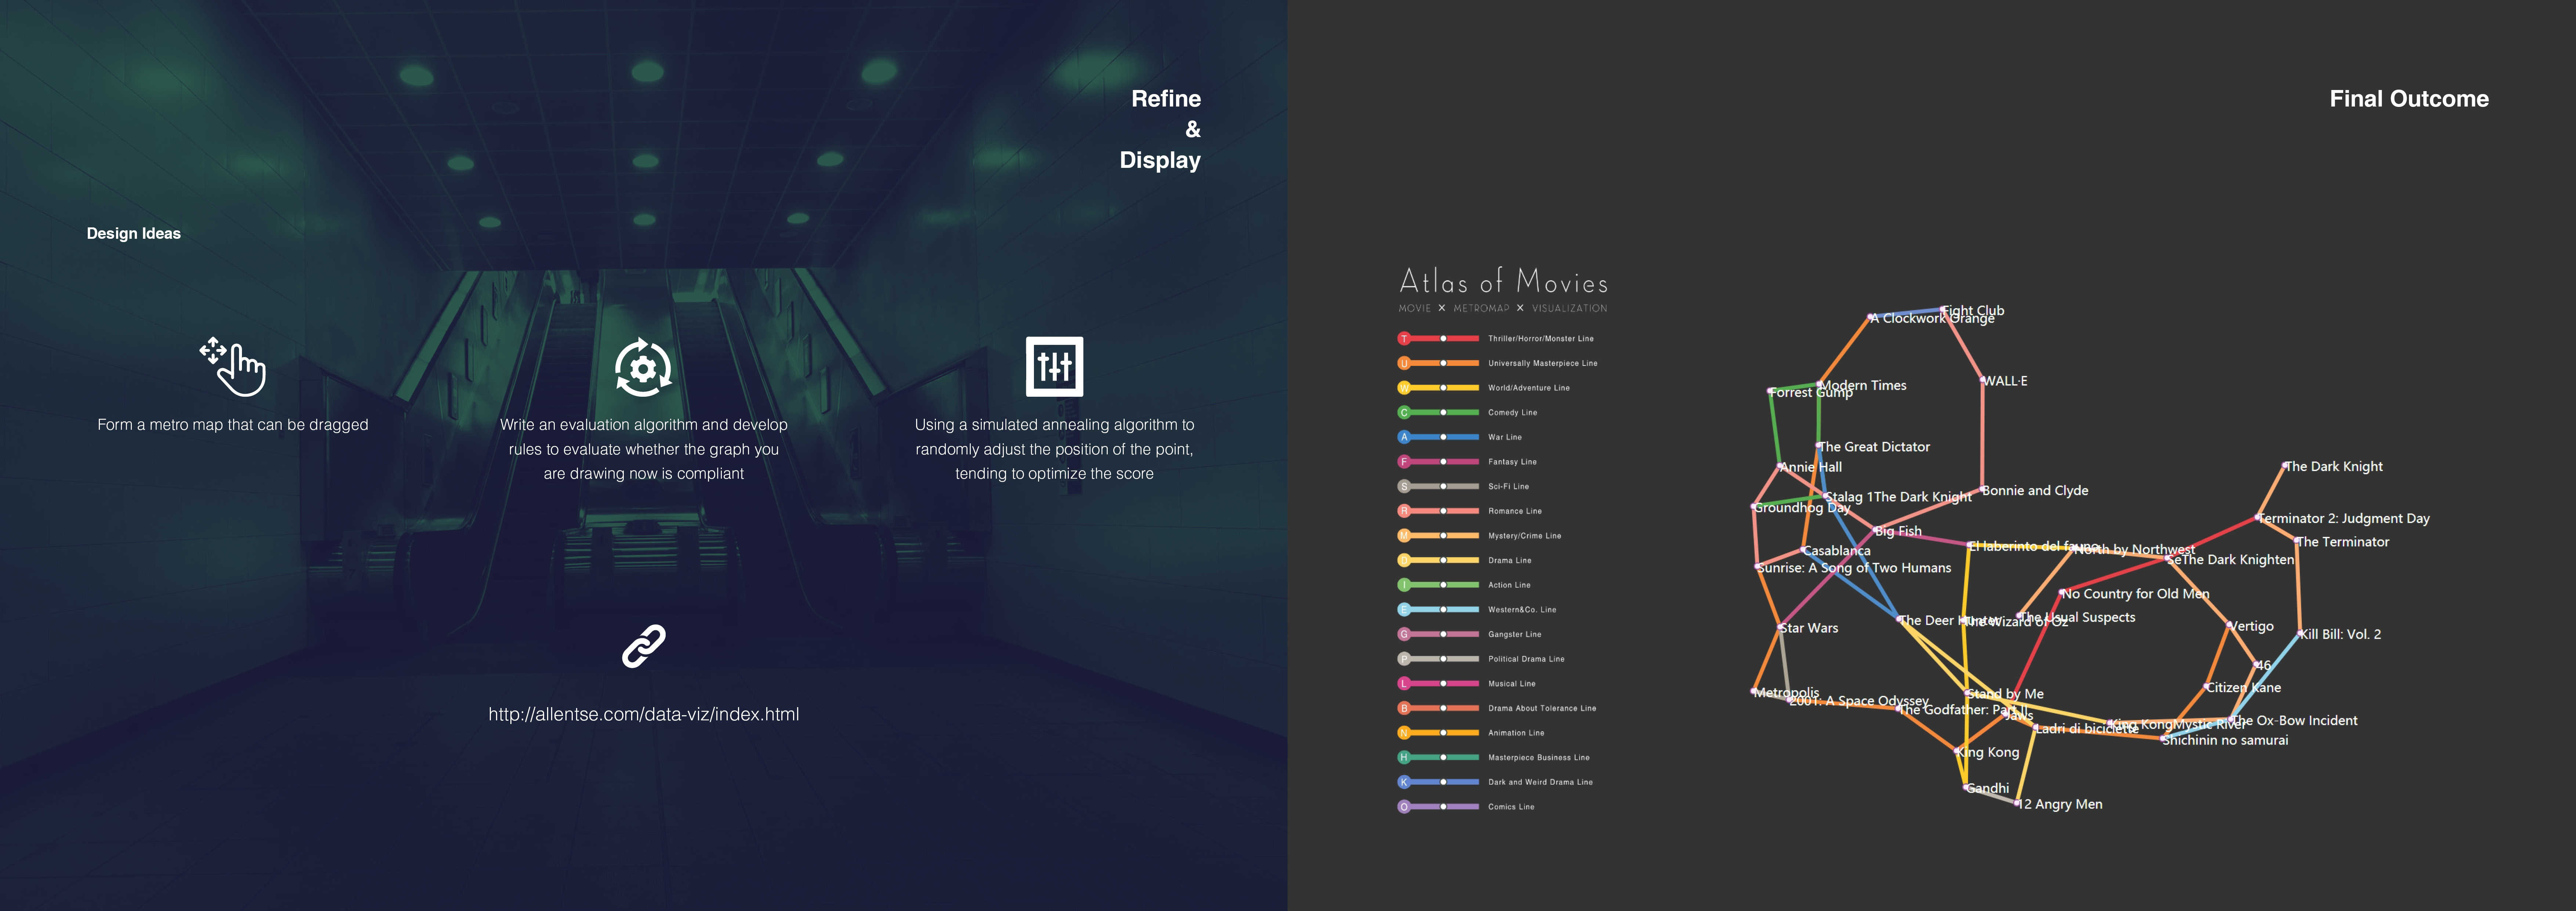 Refine
&
Display
Design Ideas
Form a metro map that can be dragged
Write an evaluation algorithm and develop
rules to evaluate whether the graph you
are drawing now is compliant
Using a simulated annealing algorithm to
randomly adjust the position of the point,
tending to optimize the score
http://allentse.com/data-viz/index.html
Final Outcome
Atlas of Movies
MOVIE × METROMAP × VISUALIZATION
T Thriller/Horror/Monster Line
U Universally Masterpiece Line
W World/Adventure Line
C Comedy Line
A War Line
F Fantasy Line
S Sci-Fi Line
R Romance Line
M Mystery/Crime Line
D Drama Line
I Action Line
E Western&Co. Line
G Gangster Line
P Political Drama Line
L Musical Line
B Drama About Tolerance Line
N Animation Line
H Masterpiece Business Line
K Dark and Weird Drama Line
O Comics Line
Fight Club
A Clockwork Orange
WALL·E
Modern Times
Forrest Gump
The Great Dictator
Annie Hall
The Dark Knight
Bonnie and Clyde
Stalag 1The Dark Knight
Groundhog Day
Terminator 2: Judgment Day
Big Fish
The Terminator
El laberinto del fauno
North by Northwest
Casablanca
SeThe Dark Knighten
Sunrise: A Song of Two Humans
No Country for Old Men
The Deer Hunter
The Wizard of Oz
The Usual Suspects
Star Wars
Vertigo
Kill Bill: Vol. 2
46
Citizen Kane
Metropolis
2001: A Space Odyssey
Stand by Me
The Godfather: Part II
Jaws
Ladri di biciclette
King KongMystic River
The Ox-Bow Incident
Shichinin no samurai
King Kong
Gandhi
12 Angry Men